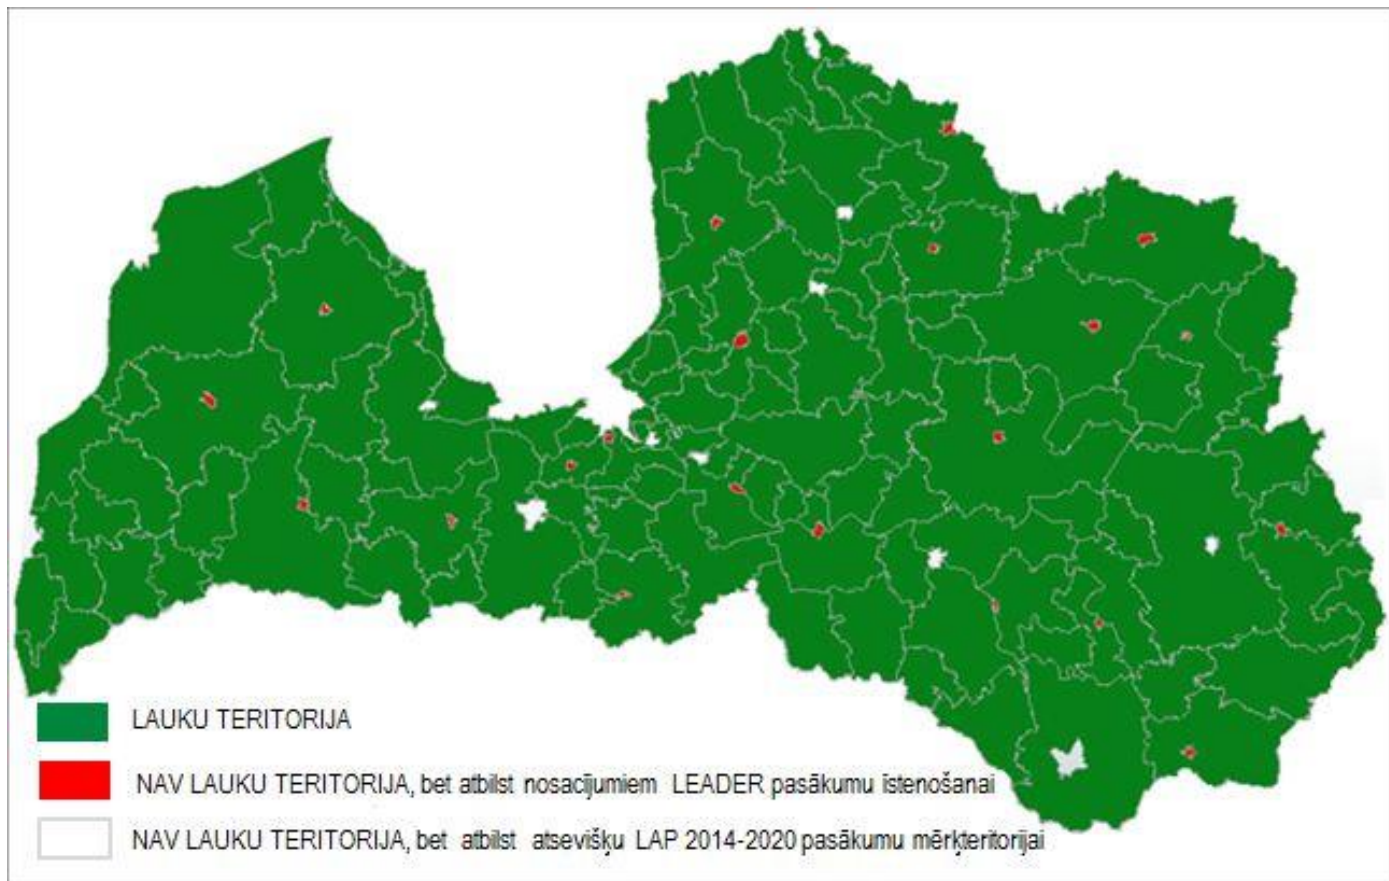 LAUKU TERITORIJA
NAV LAUKU TERITORIJA, bet atbilst nosacījumiem LEADER pasākumu īstenošanai
NAV LAUKU TERITORIJA, bet atbilst atsevišķu LAP 2014-2020 pasākumu mērķteritorijai